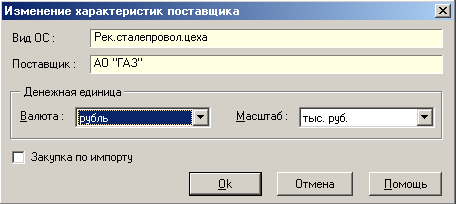 Изменение характеристик поставщика
Вид ОС : Рек.сталепровол.цеха
Поставщик : АО "ГАЗ"
Денежная единица
Валюта : рубль Масштаб : тыс. руб.
Закупка по импорту
Ok Отмена Помощь